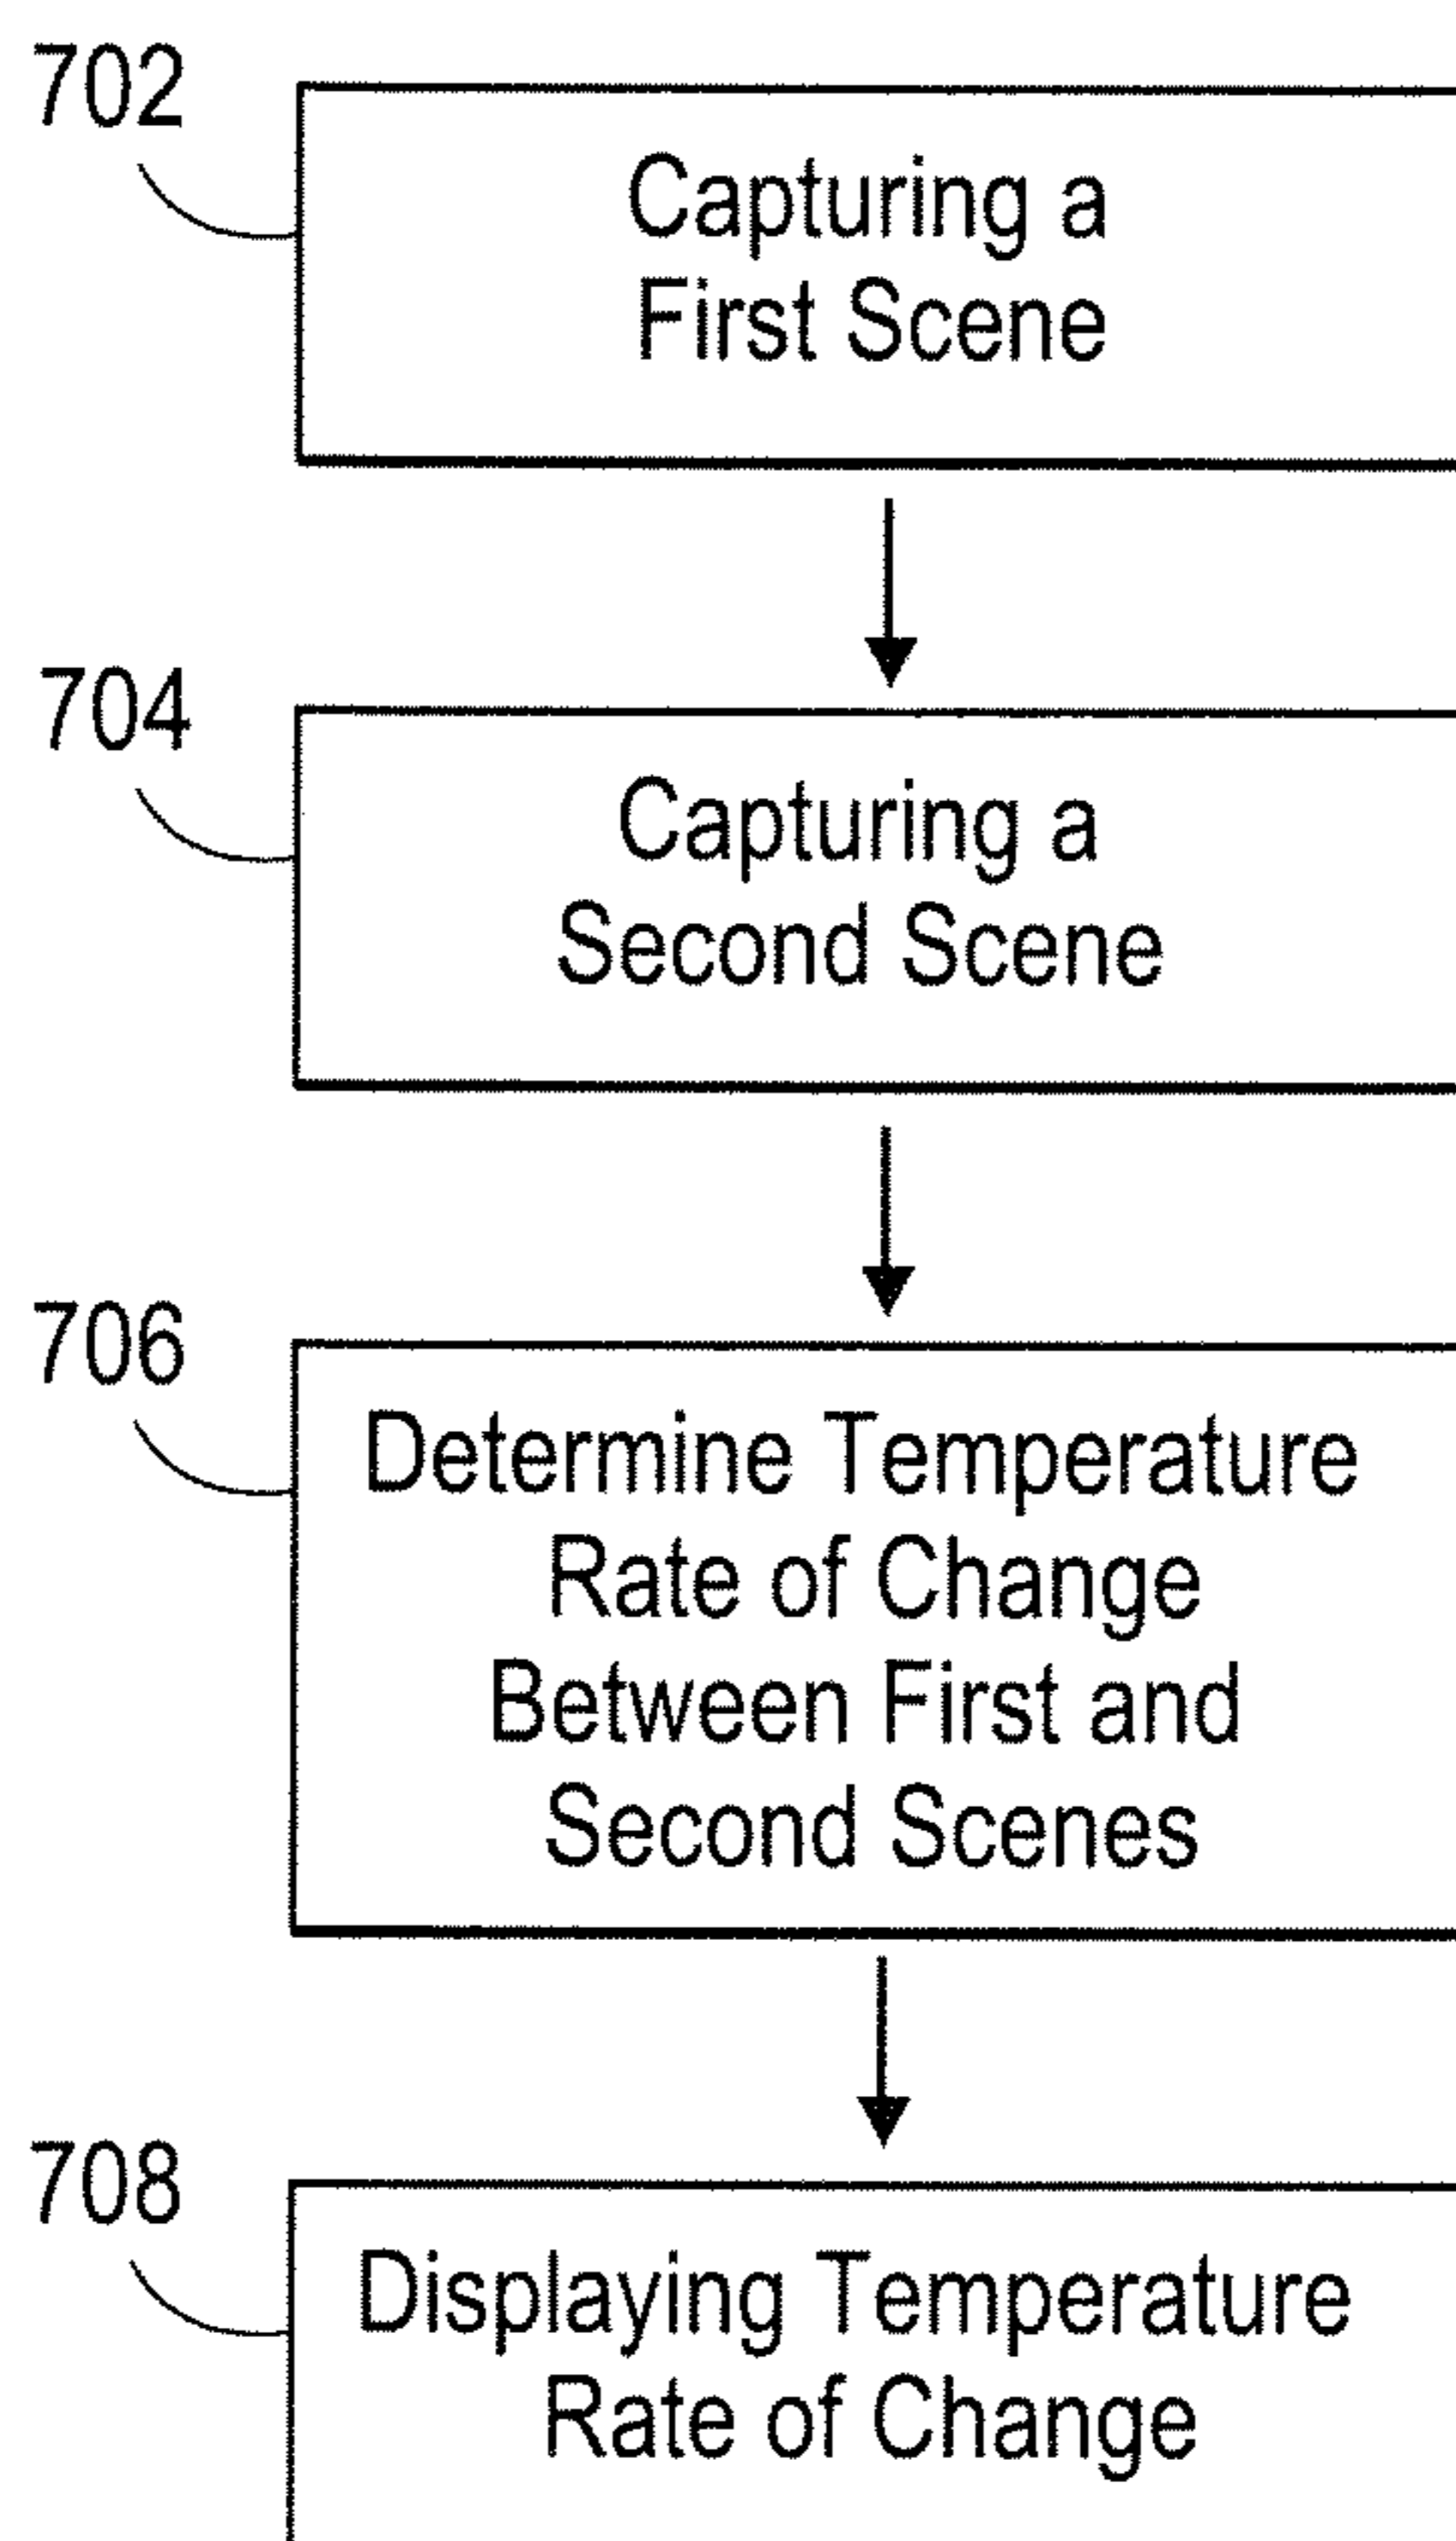 702
Capturing a
First Scene
704
Capturing a
Second Scene
706
Determine Temperature
Rate of Change
Between First and
Second Scenes
708
Displaying Temperature
Rate of Change